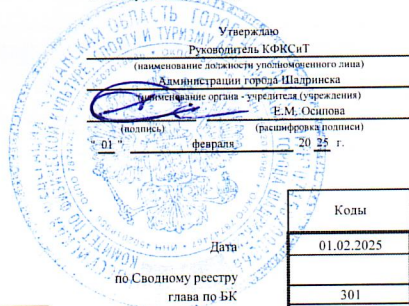 Утверждаю
Руководитель КФКСиТ
(наименование должности уполномоченного лица)
Администрации города Шадринска
(наименование органа - учредителя (учреждения)
Е.М. Осипова
(подпись) (расшифровка подписи)
" 01 " февраля 20 25 г.
Коды
Дата 01.02.2025
по Сводному реестру
глава по БК 301